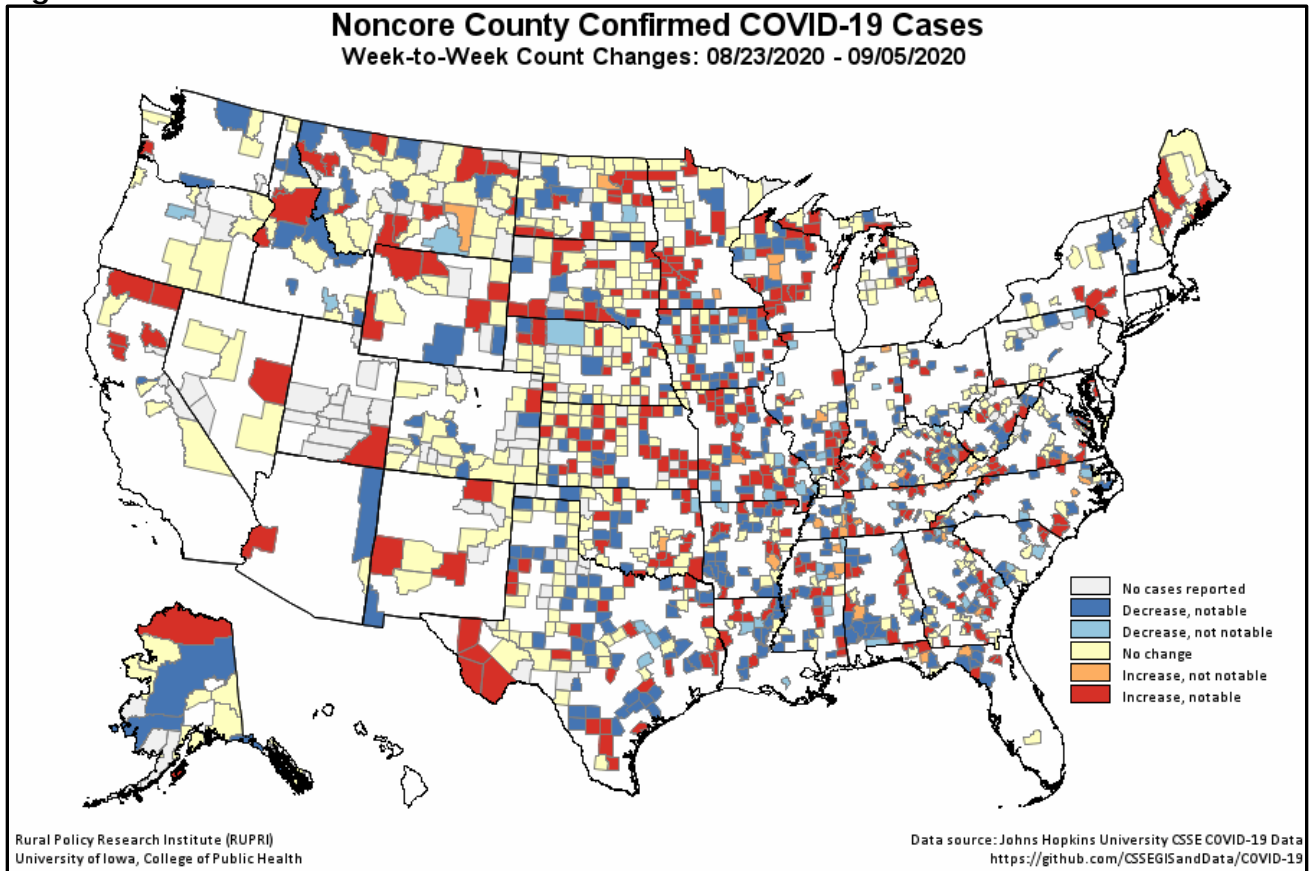 Noncore County Confirmed COVID-19 Cases
Week-to-Week Count Changes: 08/23/2020 - 09/05/2020
No cases reported
Decrease, notable
Decrease, not notable
No change
Increase, not notable
Increase, notable
Rural Policy Research Institute (RUPRI)
University of Iowa, College of Public Health
Data source: Johns Hopkins University CSSE COVID-19 Data
https://github.com/CSSEGISandData/COVID-19